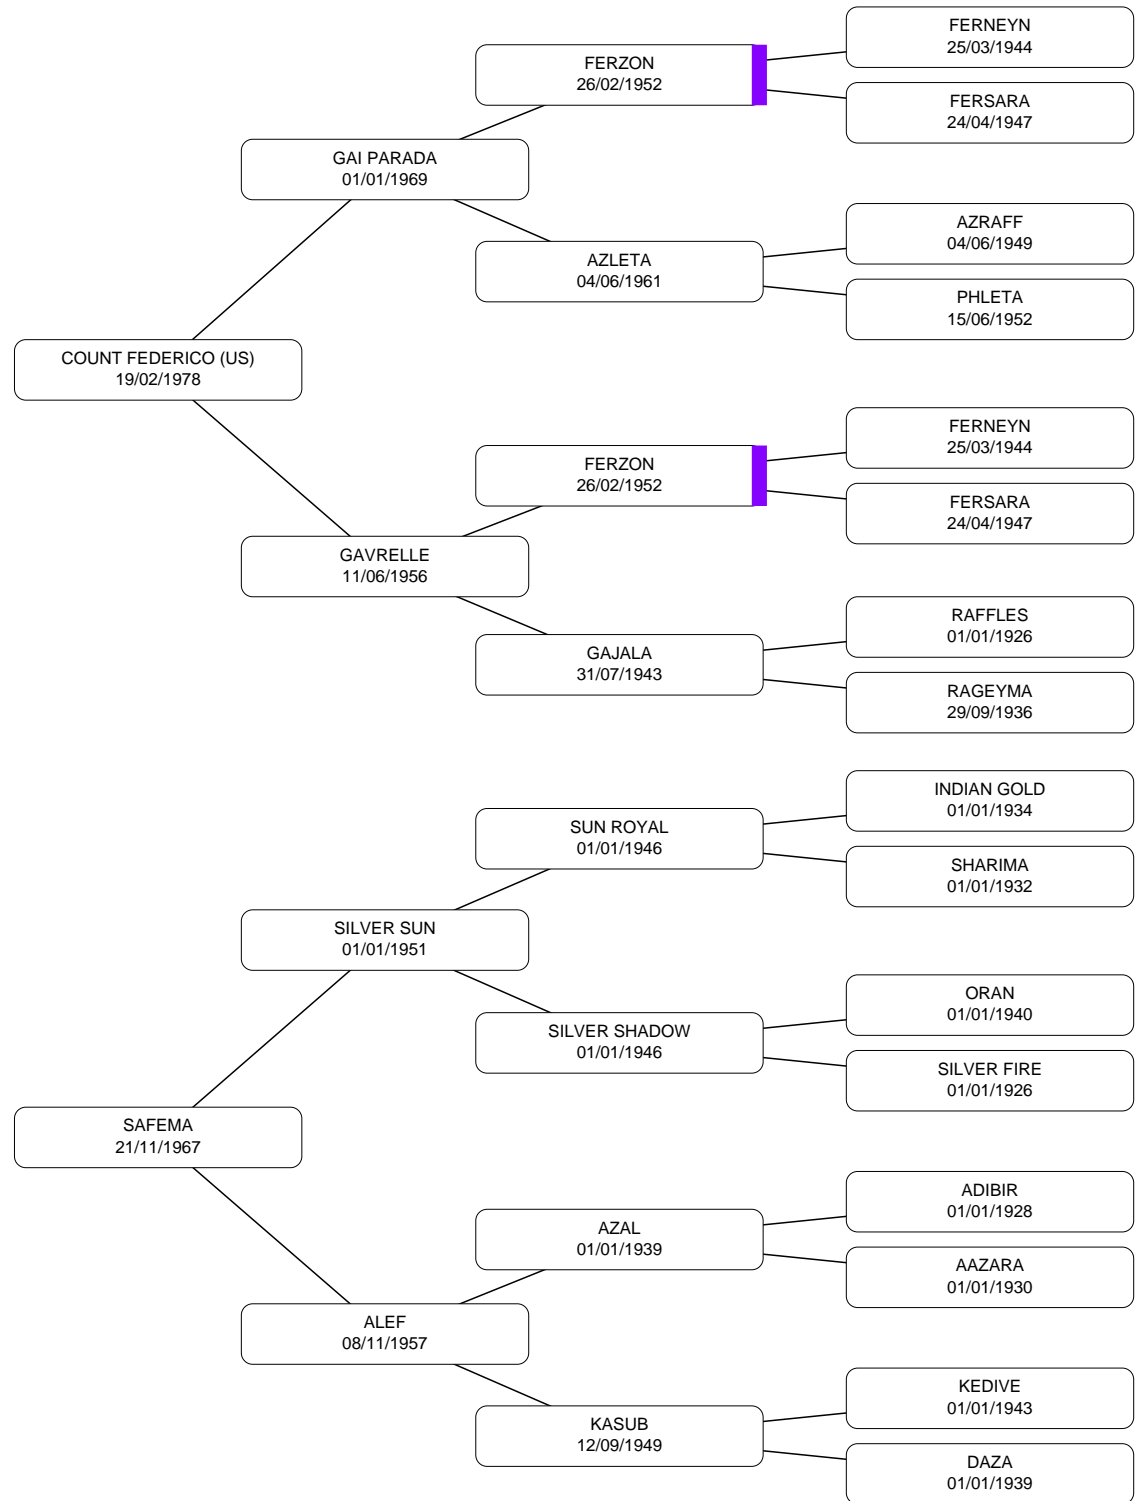 FERNEYN
25/03/1944
FERZON
26/02/1952
FERSARA
24/04/1947
GAI PARADA
01/01/1969
AZRAFF
04/06/1949
AZLETA
04/06/1961
PHLETA
15/06/1952
COUNT FEDERICO (US)
19/02/1978
FERNEYN
25/03/1944
FERZON
26/02/1952
FERSARA
24/04/1947
GAVRELLE
11/06/1956
RAFFLES
01/01/1926
GAJALA
31/07/1943
RAGEYMA
29/09/1936
INDIAN GOLD
01/01/1934
SUN ROYAL
01/01/1946
SHARIMA
01/01/1932
SILVER SUN
01/01/1951
ORAN
01/01/1940
SILVER SHADOW
01/01/1946
SILVER FIRE
01/01/1926
SAFEMA
21/11/1967
ADIBIR
01/01/1928
AZAL
01/01/1939
AAZARA
01/01/1930
ALEF
08/11/1957
KEDIVE
01/01/1943
KASUB
12/09/1949
DAZA
01/01/1939